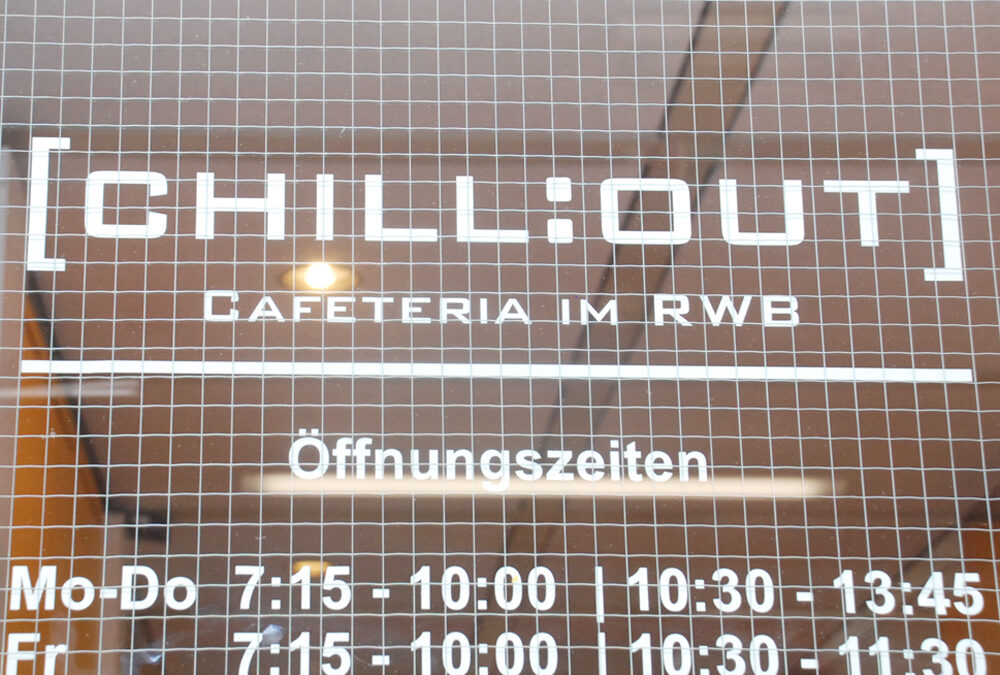 [CHILL:OUT]
CAFETERIA IM RWB
Öffnungszeiten
Mo-Do 7:15 - 10:00 | 10:30 - 13:45
Fr 7:15 - 10:00 | 10:30 - 11:30